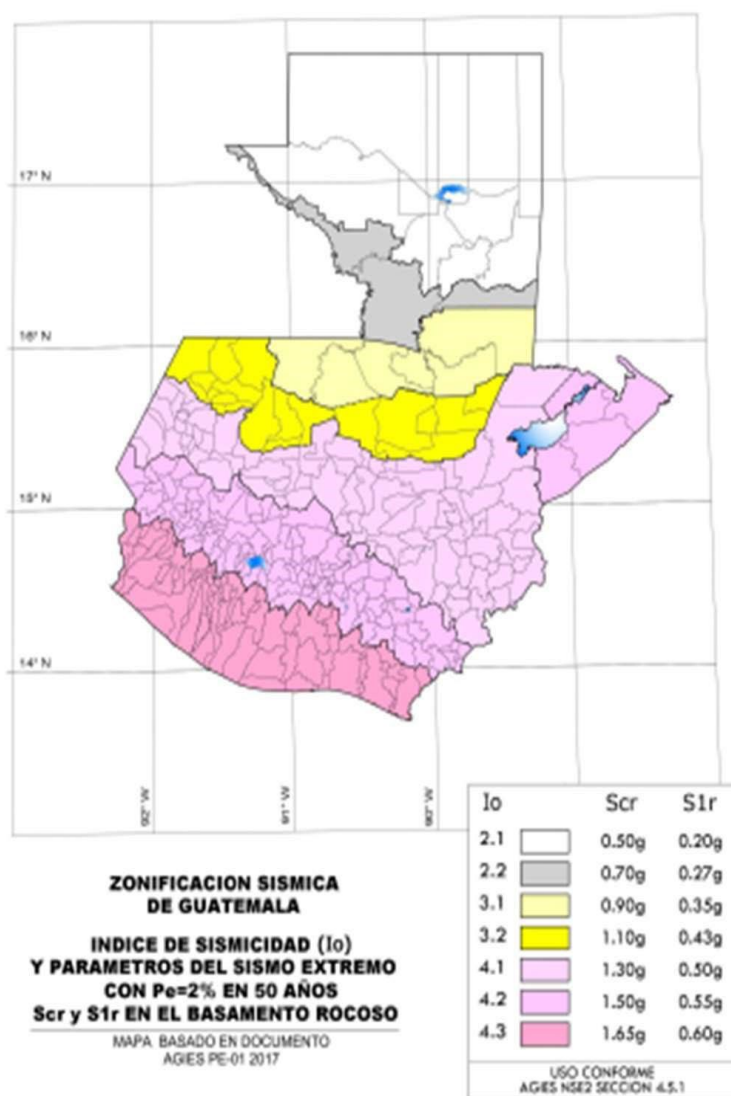 17° N
16° N
15° N
14° N
92° W
91° W
90° W
Io Scr S1r
2.1 0.50g 0.20g
2.2 0.70g 0.27g
3.1 0.90g 0.35g
3.2 1.10g 0.43g
4.1 1.30g 0.50g
4.2 1.50g 0.55g
4.3 1.65g 0.60g
USO CONFORME
AGIES NSE2 SECCION 4.5.1
ZONIFICACION SISMICA
DE GUATEMALA
INDICE DE SISMICIDAD (Io)
Y PARAMETROS DEL SISMO EXTREMO
CON Pe=2% EN 50 AÑOS
Scr y S1r EN EL BASAMENTO ROCOSO
MAPA BASADO EN DOCUMENTO
AGIES PE-01 2017